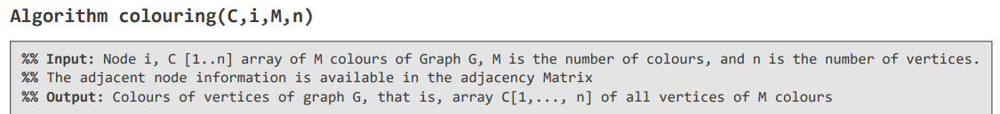 Algorithm colouring(C,i,M,n)
%% Input: Node i, C [1..n] array of M colours of Graph G, M is the number of colours, and n is the number of vertices.
%% The adjacent node information is available in the adjacency Matrix
%% Output: Colours of vertices of graph G, that is, array C[1,..., n] of all vertices of M colours